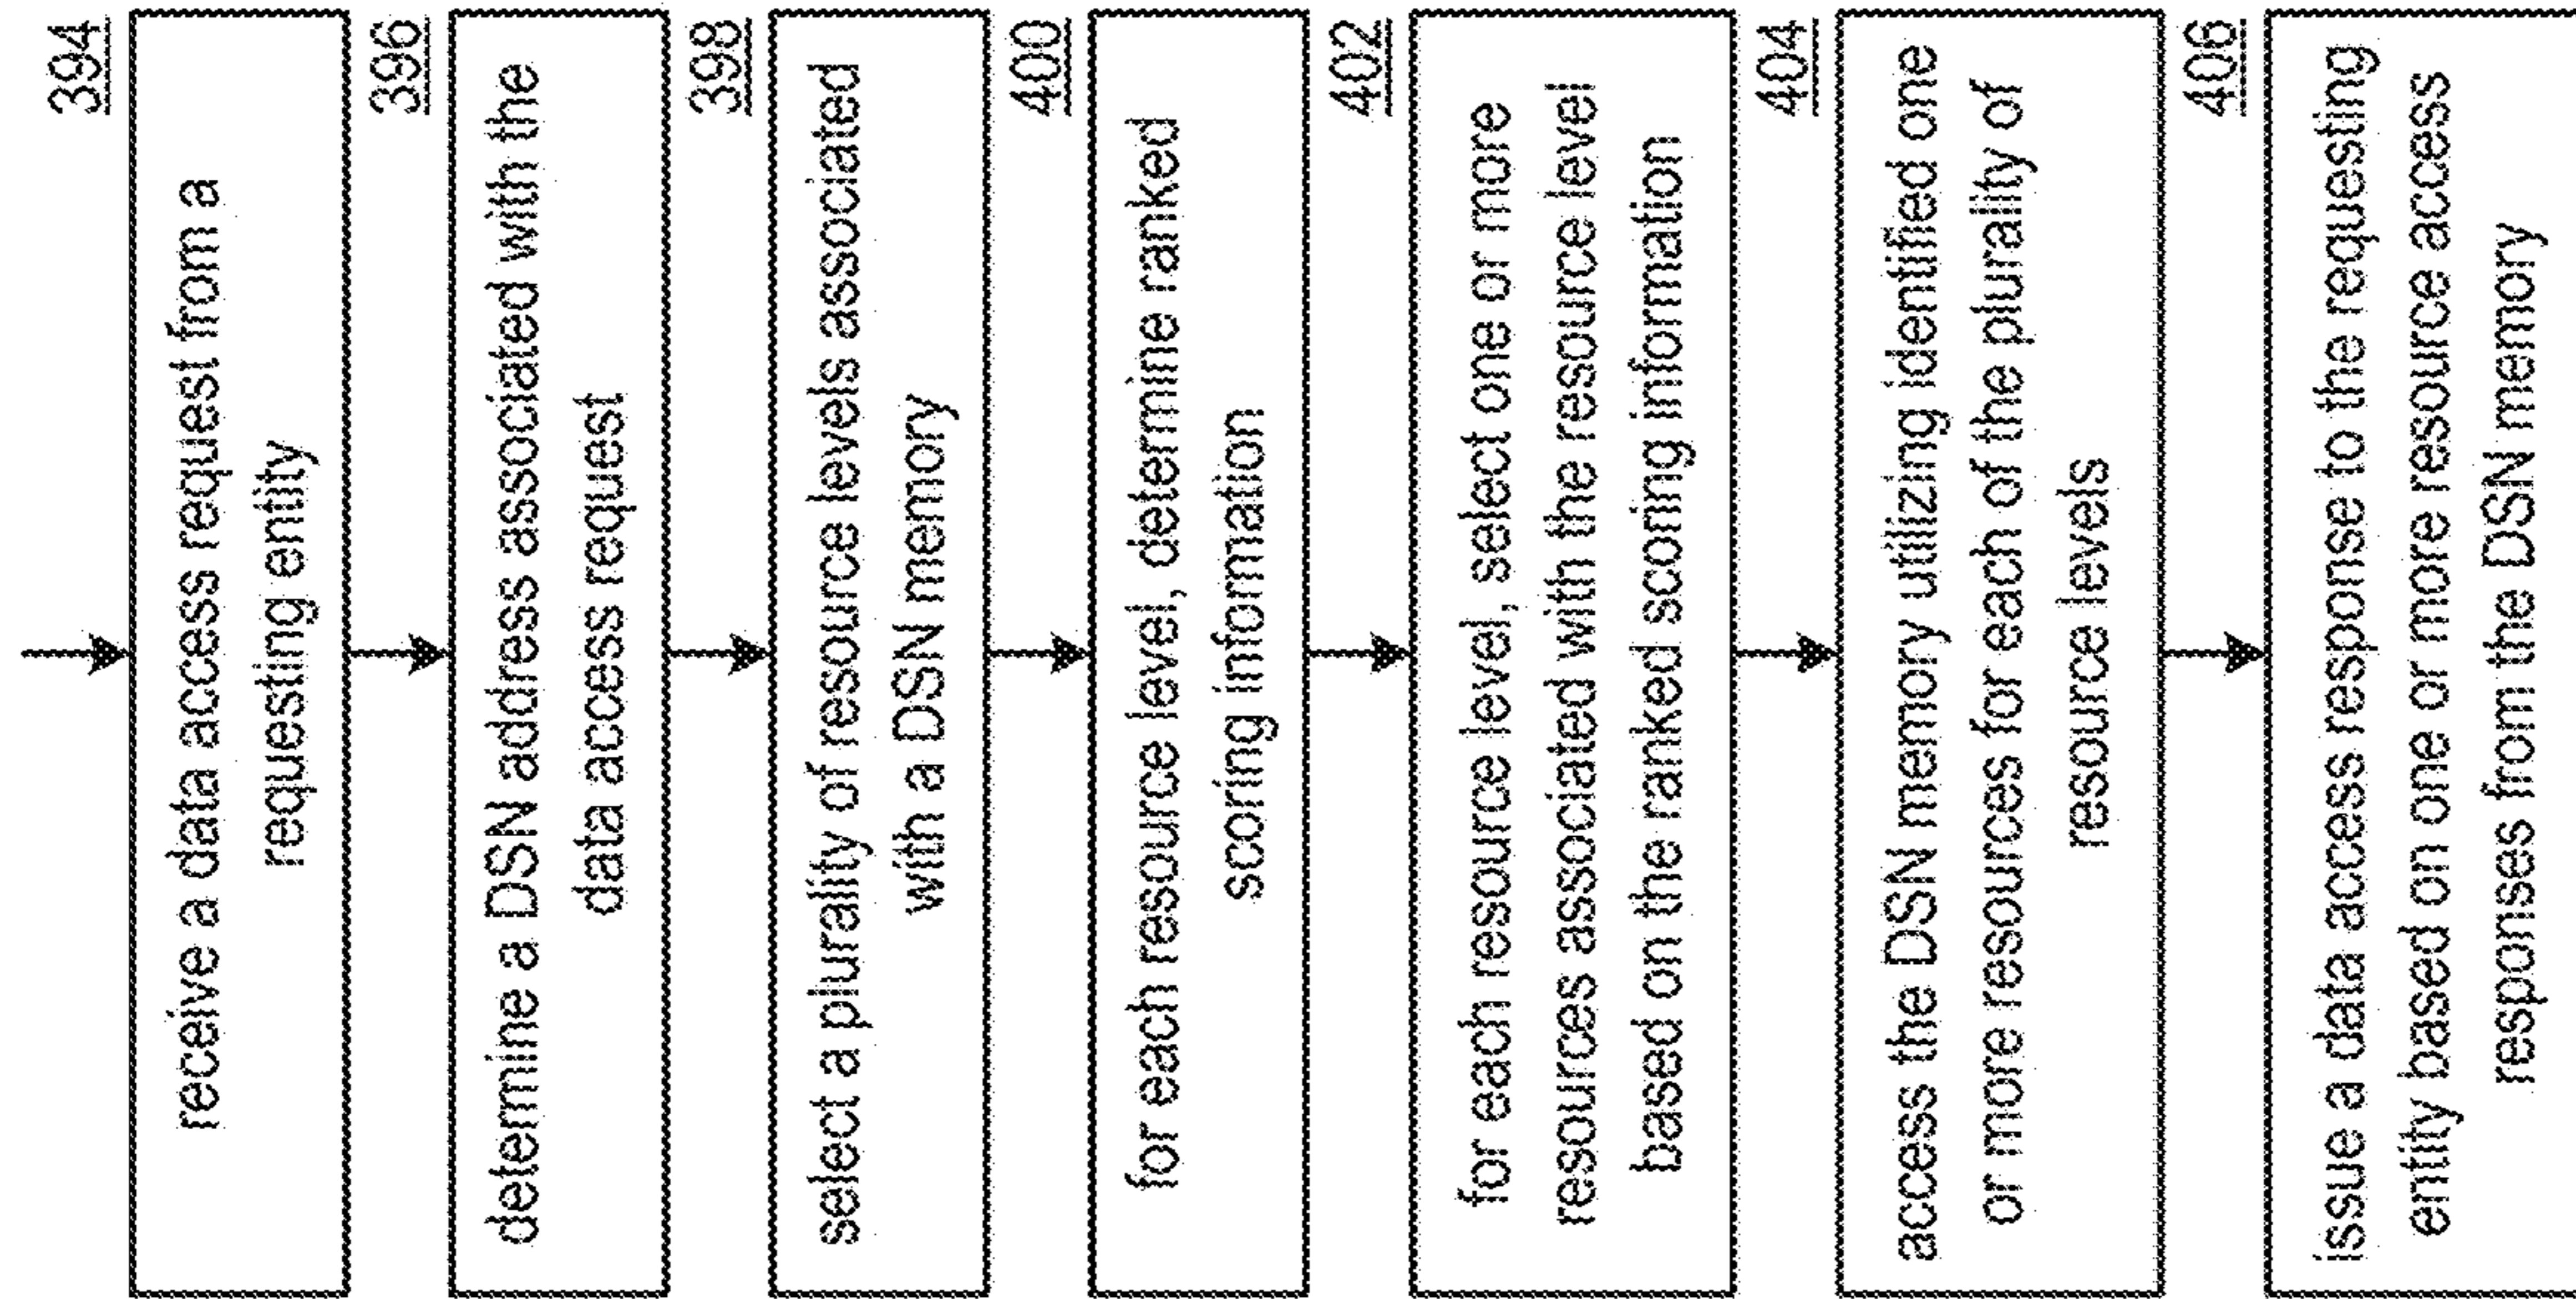 394
receive a data access request from a
requesting entity
396
determine a DSN address associated with the
data access request
398
select a plurality of resource levels associated
with a DSN memory
400
for each resource level, determine ranked
scoring information
402
for each resource level, select one or more
resources associated with the resource level
based on the ranked scoring information
404
access the DSN memory utilizing identified one
or more resources for each of the plurality of
resource levels
406
issue a data access response to the requesting
entity based on one or more resource access
responses from the DSN memory